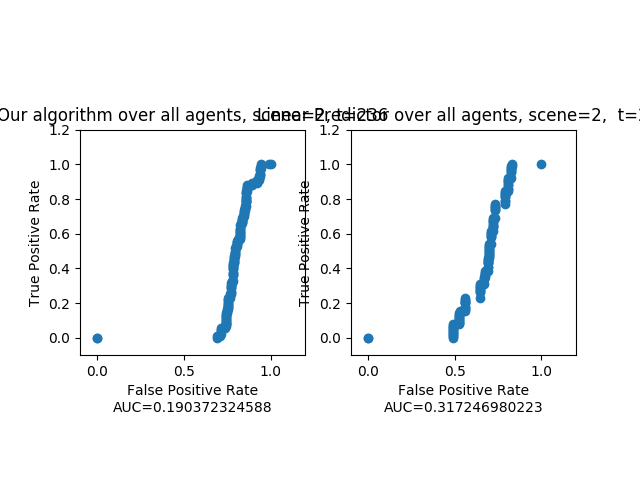 Our algorithm over all agents, scene=2, t=236
Linear Predictor over all agents, scene=2, t=
1.2
1.0
0.8
0.6
0.4
0.2
0.0
True Positive Rate
0.0 0.5 1.0
False Positive Rate
AUC=0.190372324588
1.2
1.0
0.8
0.6
0.4
0.2
0.0
True Positive Rate
0.0 0.5 1.0
False Positive Rate
AUC=0.317246980223